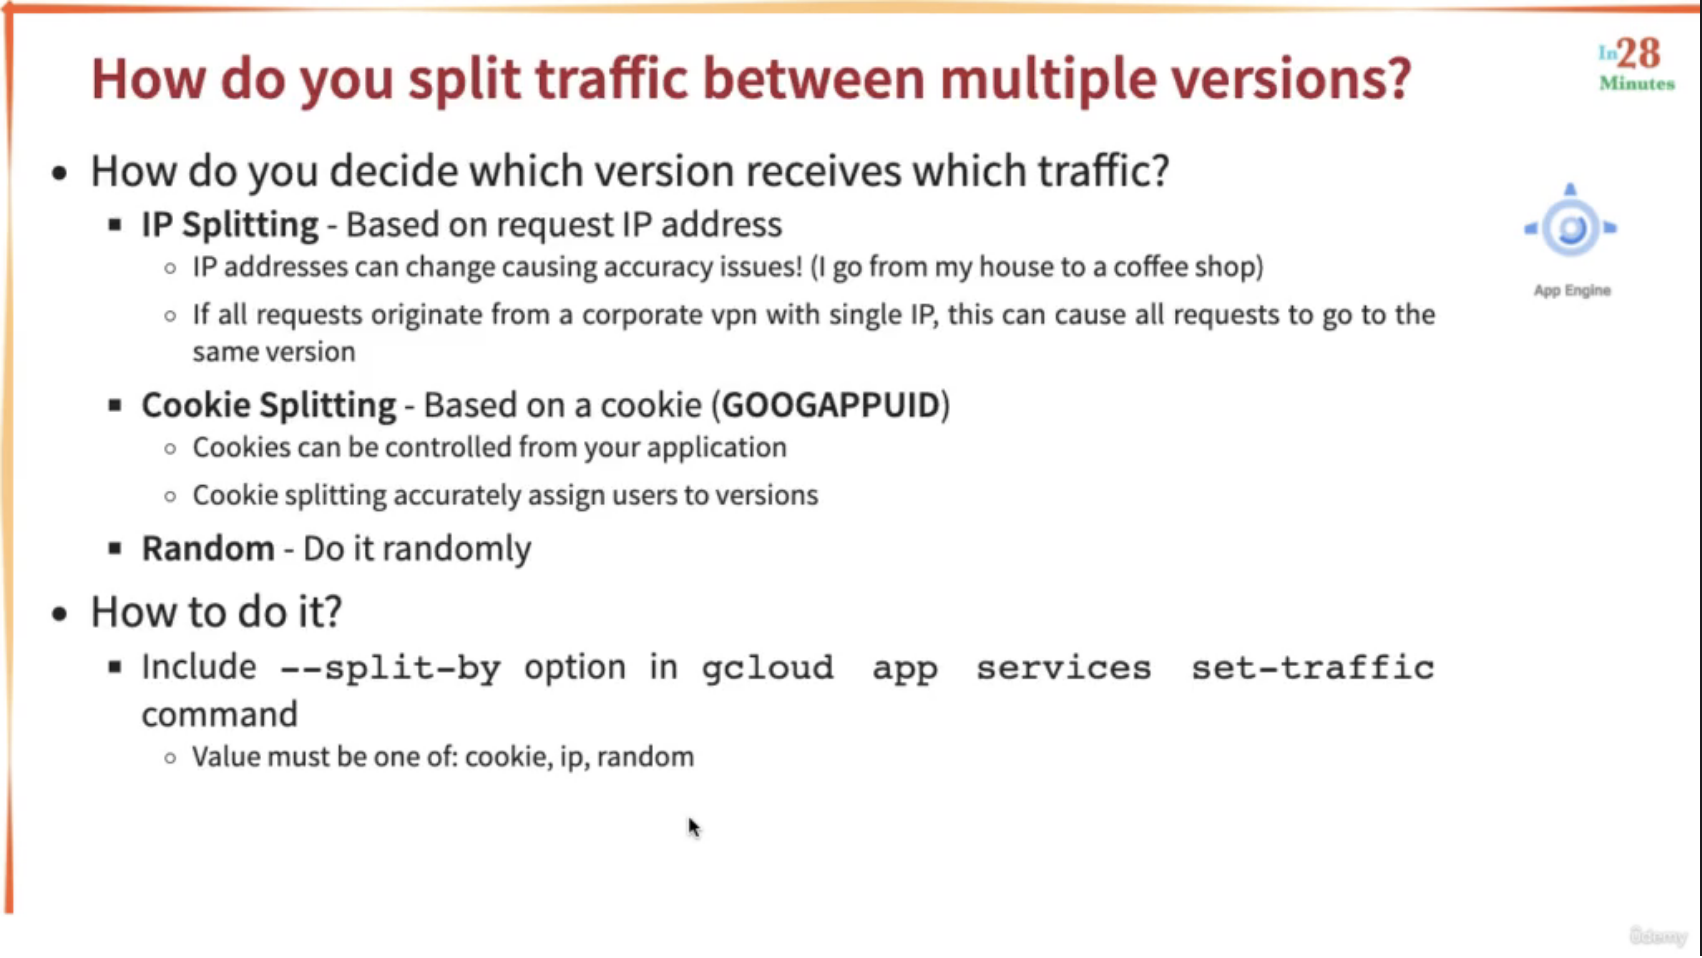 How do you split traffic between multiple versions?
In28
Minutes
• How do you decide which version receives which traffic?
▪ IP Splitting - Based on request IP address
◦ IP addresses can change causing accuracy issues! (I go from my house to a coffee shop)
◦ If all requests originate from a corporate vpn with single IP, this can cause all requests to go to the
same version
App Engine
▪ Cookie Splitting - Based on a cookie (GOOGAPPUID)
◦ Cookies can be controlled from your application
◦ Cookie splitting accurately assign users to versions
▪ Random - Do it randomly
• How to do it?
▪ Include --split-by option in gcloud app services set-traffic
command
◦ Value must be one of: cookie, ip, random
ûdemy